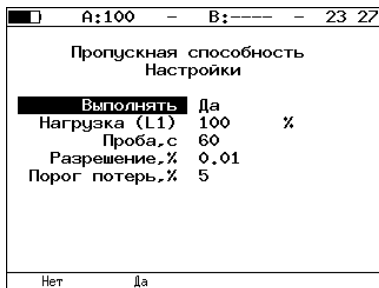 A:100 – B:---- – 23 27
Пропускная способность
Настройки
Выполнять Да
Нагрузка (L1) 100 %
Проба,с 60
Разрешение,% 0.01
Порог потерь,% 5
Нет Да